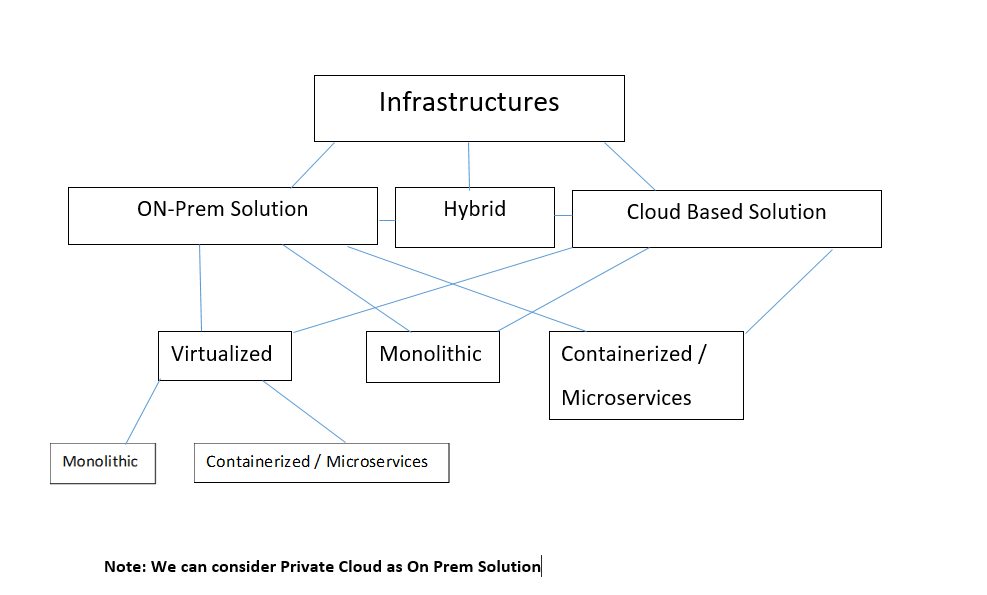 Infrastructures
ON-Prem Solution
Hybrid
Cloud Based Solution
Virtualized
Monolithic
Containerized /
Microservices
Monolithic
Containerized / Microservices
Note: We can consider Private Cloud as On Prem Solution